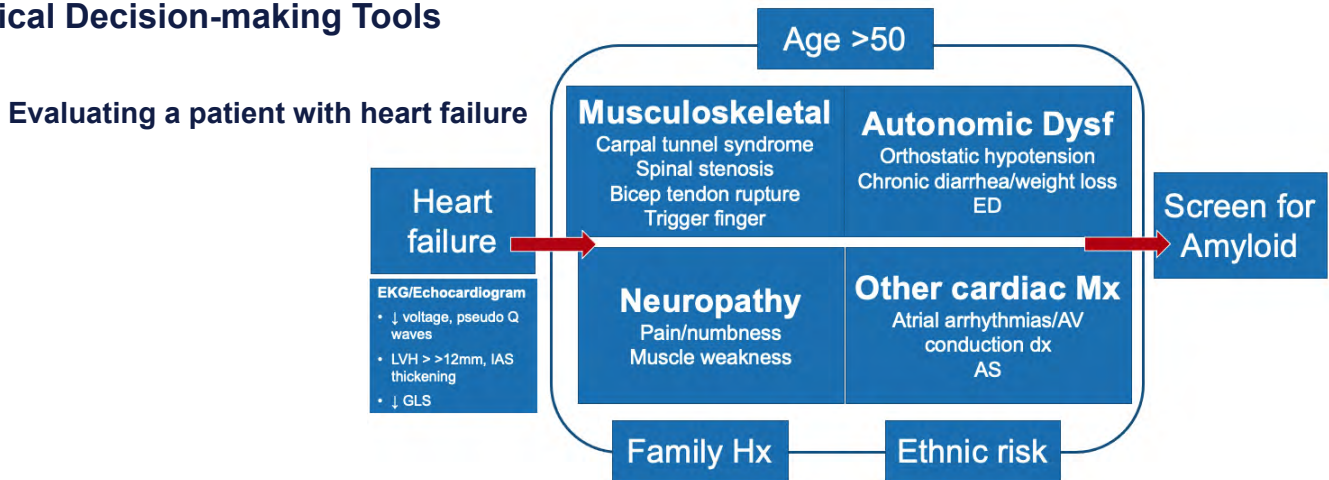 ical Decision-making Tools
Evaluating a patient with heart failure
Age >50
Heart
failure
EKG/Echocardiogram
• ↓ voltage, pseudo Q
waves
• LVH > >12mm, IAS
thickening
• ↓ GLS
Musculoskeletal
Carpal tunnel syndrome
Spinal stenosis
Bicep tendon rupture
Trigger finger
Autonomic Dysf
Orthostatic hypotension
Chronic diarrhea/weight loss
ED
Neuropathy
Pain/numbness
Muscle weakness
Other cardiac Mx
Atrial arrhythmias/AV
conduction dx
AS
Screen for
Amyloid
Family Hx
Ethnic risk